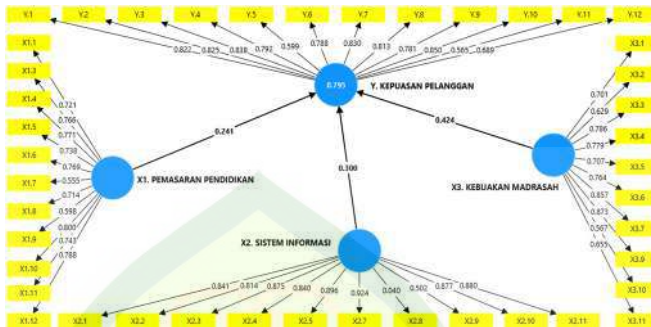 Y.1 Y.2 Y.3 Y.4 Y.5 Y.6 Y.7 Y.8 Y.9 Y.10 Y.11 Y.12
0.822 0.825 0.838 0.792 0.599 0.788 0.830 0.813 0.781 0.850 0.565 0.689
X1.1
X1.3
X1.4
X1.5
X1.6
X1.7
X1.8
X1.9
X1.10
X1.11
X1.12
0.721
0.766
0.771
0.738
0.769
0.555
0.714
0.598
0.800
0.741
0.788
X1. PEMASARAN PENDIDIKAN
0.241
0.795
Y. KEPUASAN PELANGGAN
0.300
0.424
X2. SISTEM INFORMASI
X3. KEBIJAKAN MADRASAH
X3.1
X3.2
X3.3
X3.4
X3.5
X3.6
X3.7
X3.9
X3.10
X3.11
0.701
0.629
0.786
0.779
0.707
0.764
0.857
0.873
0.567
0.655
0.841 0.814 0.875 0.840 0.896 0.924 0.040 0.502 0.877 0.880
X2.1 X2.2 X2.3 X2.4 X2.5 X2.7 X2.8 X2.9 X2.10 X2.11